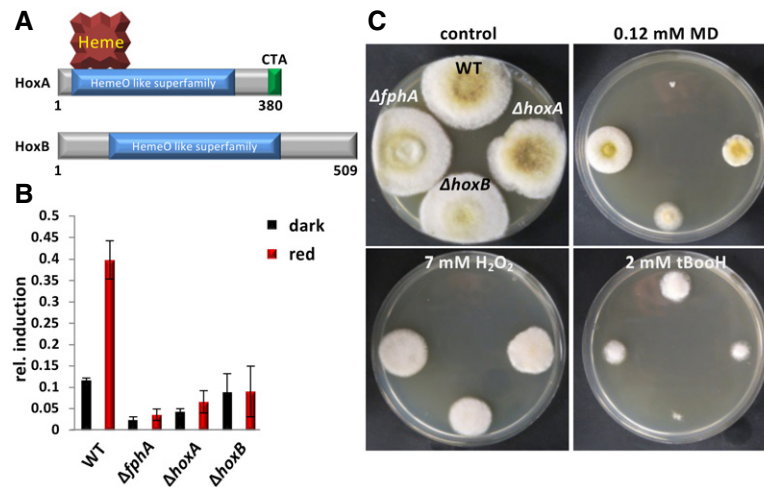 A
Heme
CTA
HoxA
HemeO like superfamily
1
380
HoxB
HemeO like superfamily
1
509
B
0.5
0.45
0.4
0.35
0.3
0.25
0.2
0.15
0.1
0.05
0
rel. induction
dark
red
WT
ΔfphA
ΔhoxA
ΔhoxB
C
control
0.12 mM MD
WT
ΔfphA
ΔhoxA
ΔhoxB
7 mM H₂O₂
2 mM tBooH